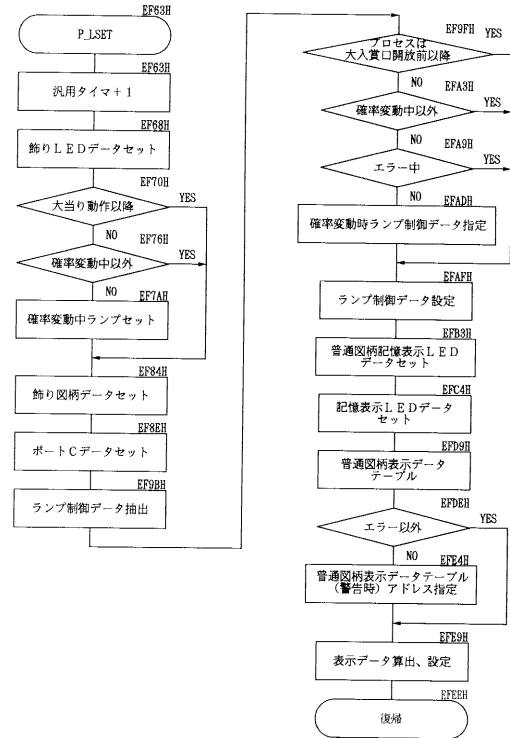 EF63H
P_LSET
EF63H
汎用タイマ+1
EF68H
飾りLEDデータセット
EF70H
大当り動作以降
YES
NO
EF76H
確率変動中以外
YES
NO
EF7AH
確率変動中ランプセット
EF84H
飾り図柄データセット
EF8EH
ポートCデータセット
EF9BH
ランプ制御データ抽出
EF9FH
プロセスは
大入賞口開放前以降
YES
NO
EFA3H
確率変動中以外
YES
NO
EFA9H
エラー中
YES
NO
EFADH
確率変動時ランプ制御データ指定
EFAFH
ランプ制御データ設定
EFB3H
普通図柄記憶表示LED
データセット
EFC4H
記憶表示LEDデータ
セット
EFD9H
普通図柄表示データ
テーブル
EFDEH
エラー以外
YES
NO
EFE4H
普通図柄表示データテーブル
(警告時)アドレス指定
EFE9H
表示データ算出、設定
EFEEH
復帰